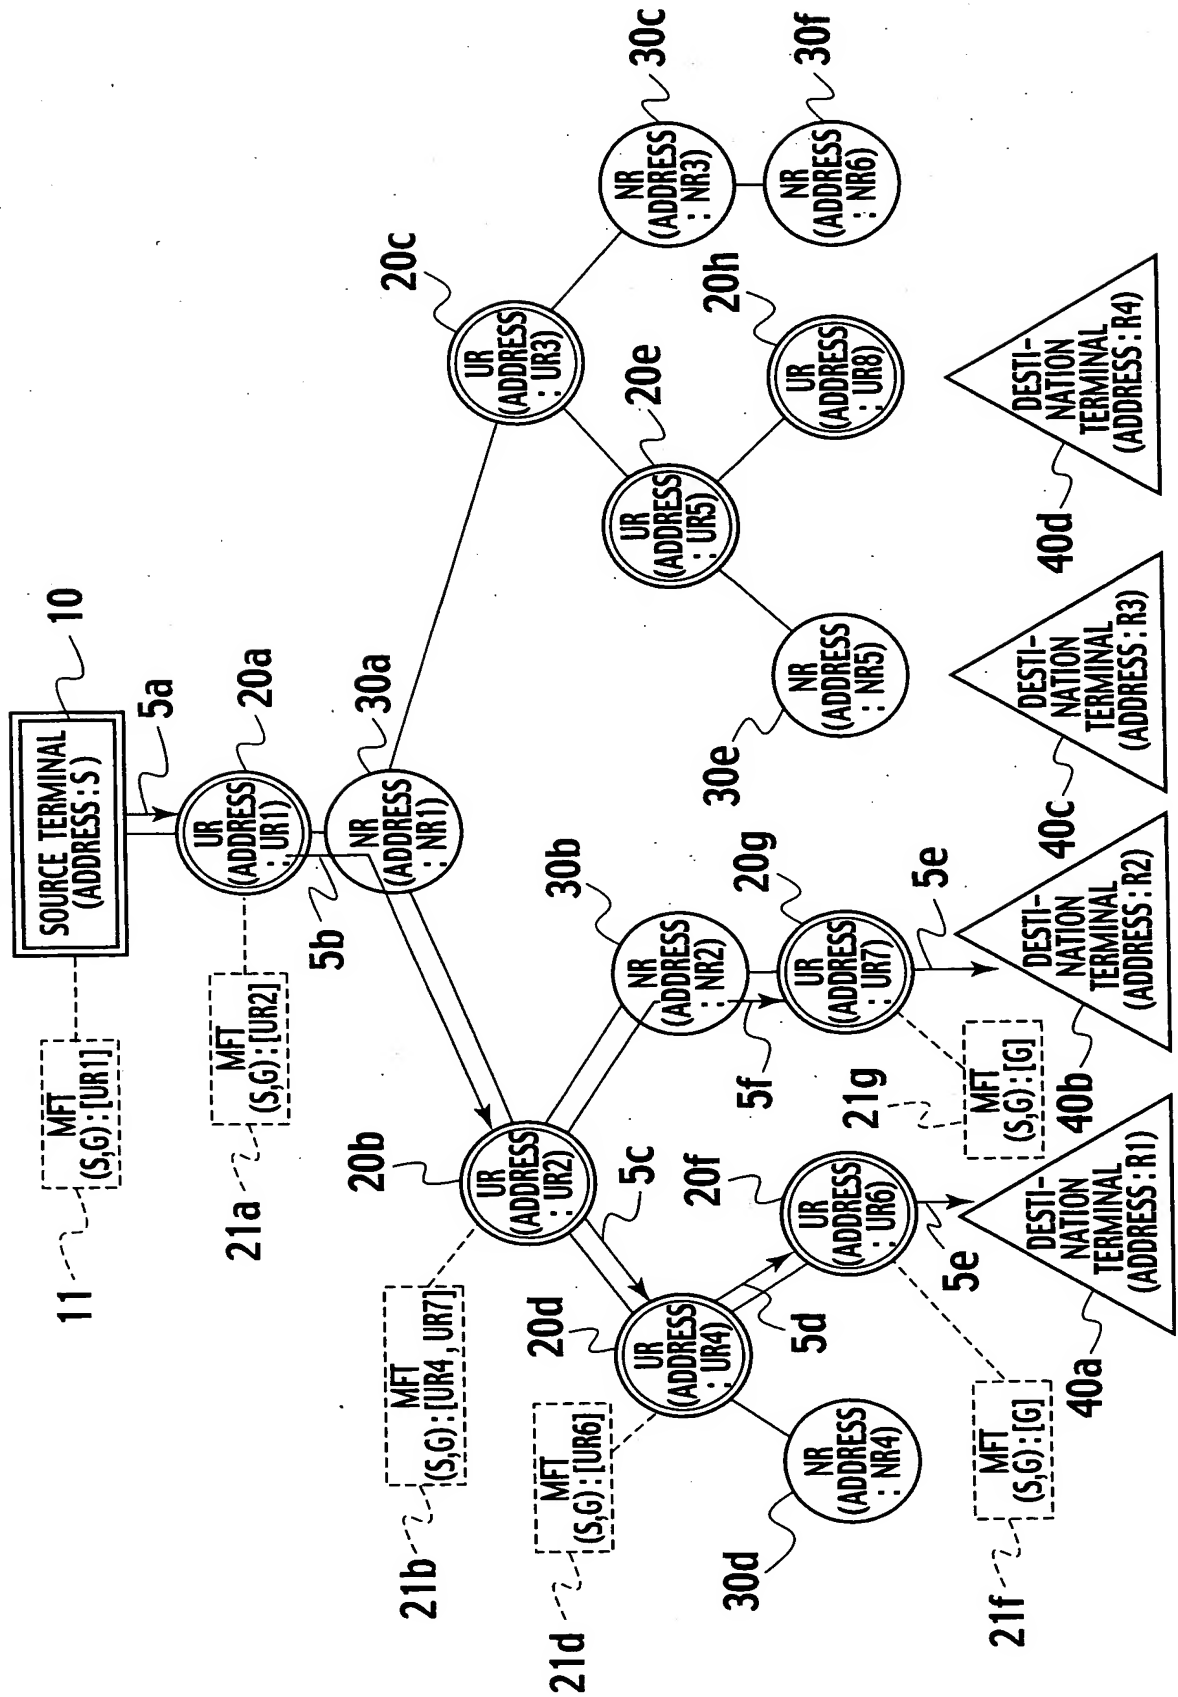 SOURCE TERMINAL
(ADDRESS:S)
10
5a
MFT
(S,G):[UR1]
11
UR
(ADDRESS
: UR1)
20a
MFT
(S,G):[UR2]
21a
5b
NR
(ADDRESS
: NR1)
30a
UR
(ADDRESS
: UR2)
20b
MFT
(S,G):[UR4, UR7]
21b
UR
(ADDRESS
: UR3)
20c
5c
NR
(ADDRESS
: NR2)
30b
NR
(ADDRESS
: NR3)
30c
UR
(ADDRESS
: UR4)
20d
MFT
(S,G):[UR6]
21d
UR
(ADDRESS
: UR5)
20e
5d
5f
NR
(ADDRESS
: NR4)
30d
UR
(ADDRESS
: UR6)
20f
UR
(ADDRESS
: UR7)
20g
NR
(ADDRESS
: NR5)
30e
UR
(ADDRESS
: UR8)
20h
NR
(ADDRESS
: NR6)
30f
MFT
(S,G):[G]
21f
MFT
(S,G):[G]
21g
5e
5e
DESTI-
NATION
TERMINAL
(ADDRESS:R1)
40a
DESTI-
NATION
TERMINAL
(ADDRESS:R2)
40b
DESTI-
NATION
TERMINAL
(ADDRESS:R3)
40c
DESTI-
NATION
TERMINAL
(ADDRESS:R4)
40d